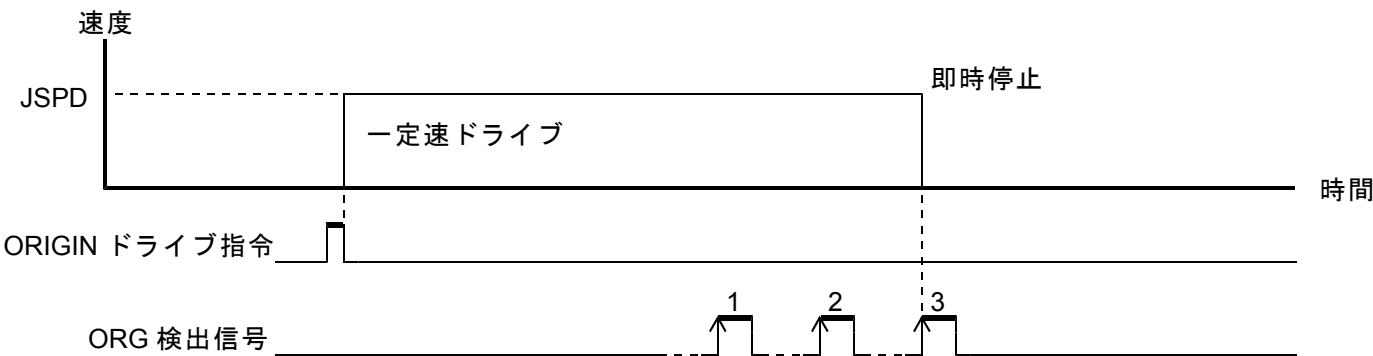 速度
即時停止
JSPD
一定速ドライブ
時間
ORIGIN ドライブ指令
1 2 3
ORG 検出信号